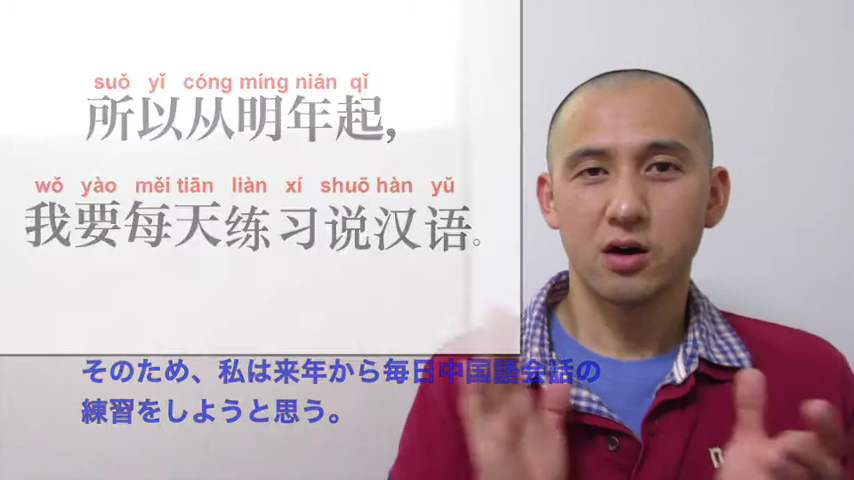 suǒ yǐ cóng míng nián qǐ
所以从明年起,
wǒ yào měi tiān liàn xí shuō hàn yǔ
我要每天练习说汉语。
そのため、私は来年から毎日中国語会話の
練習をしようと思う。